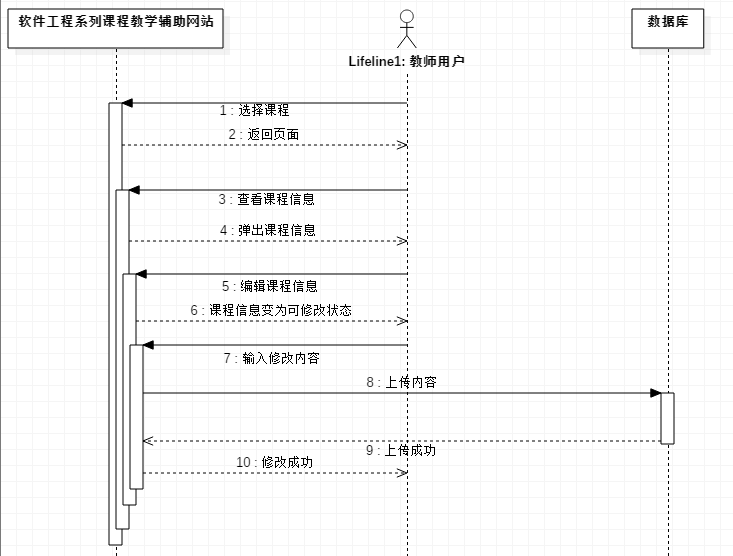 软件工程系列课程教学辅助网站
Lifeline1: 教师用户
数据库
1 : 选择课程
2 : 返回页面
3 : 查看课程信息
4 : 弹出课程信息
5 : 编辑课程信息
6 : 课程信息变为可修改状态
7 : 输入修改内容
8 : 上传内容
9 : 上传成功
10 : 修改成功